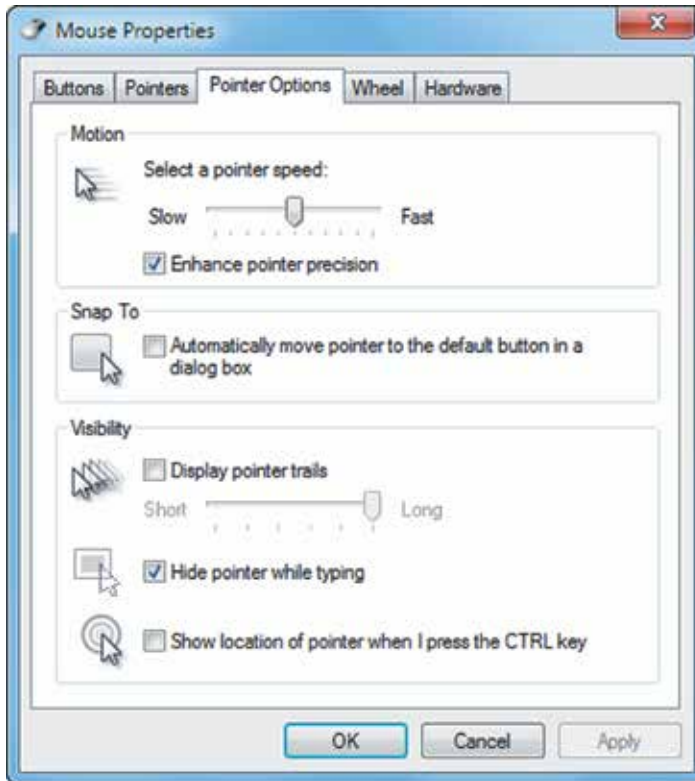 Mouse Properties
Buttons Pointers Pointer Options Wheel Hardware
Motion
Select a pointer speed:
Slow Fast
Enhance pointer precision
Snap To
Automatically move pointer to the default button in a
dialog box
Visibility
Display pointer trails
Short Long
Hide pointer while typing
Show location of pointer when I press the CTRL key
OK Cancel Apply